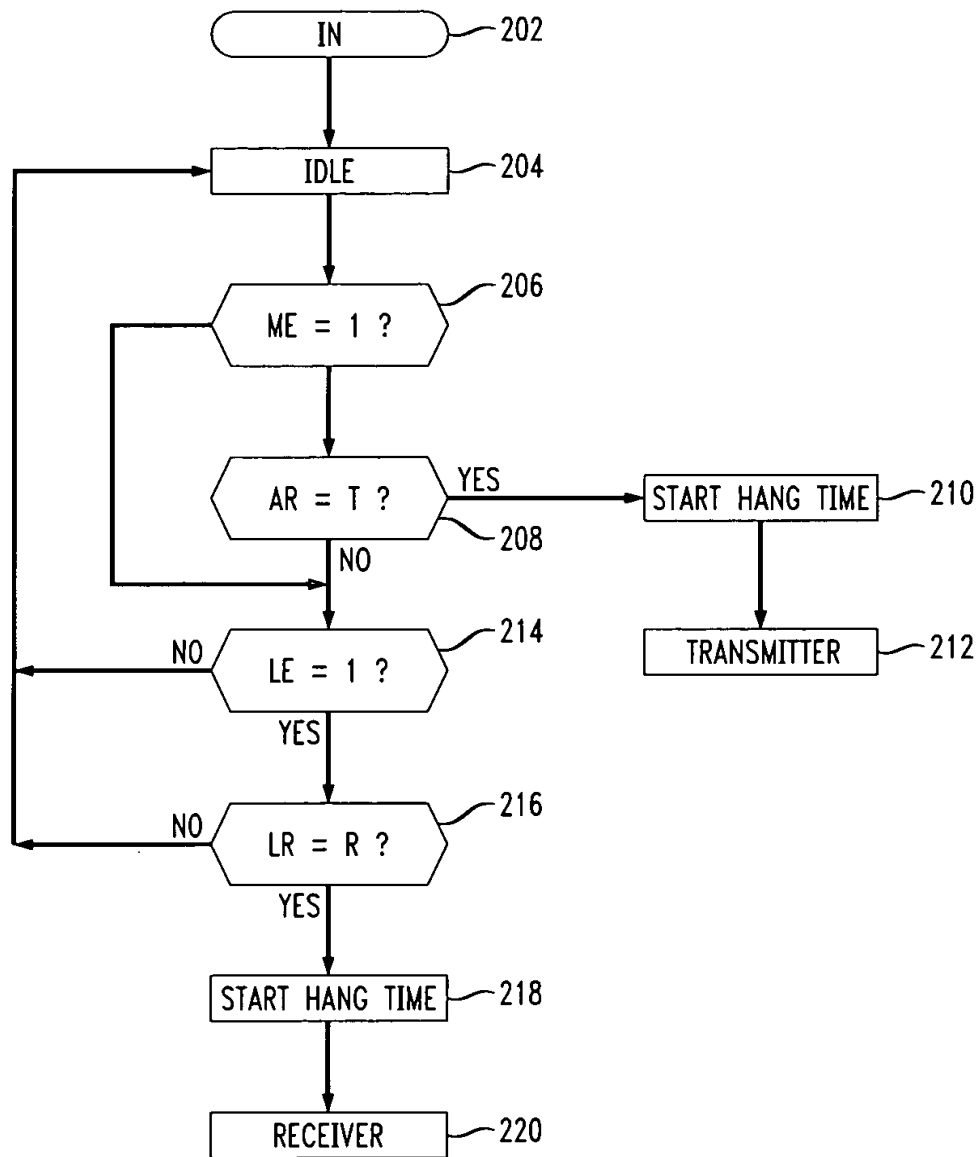 IN
202
IDLE
204
206
ME = 1 ?
AR = T ?
YES
208
NO
START HANG TIME
210
TRANSMITTER
212
214
NO
LE = 1 ?
YES
216
NO
LR = R ?
YES
START HANG TIME
218
RECEIVER
220